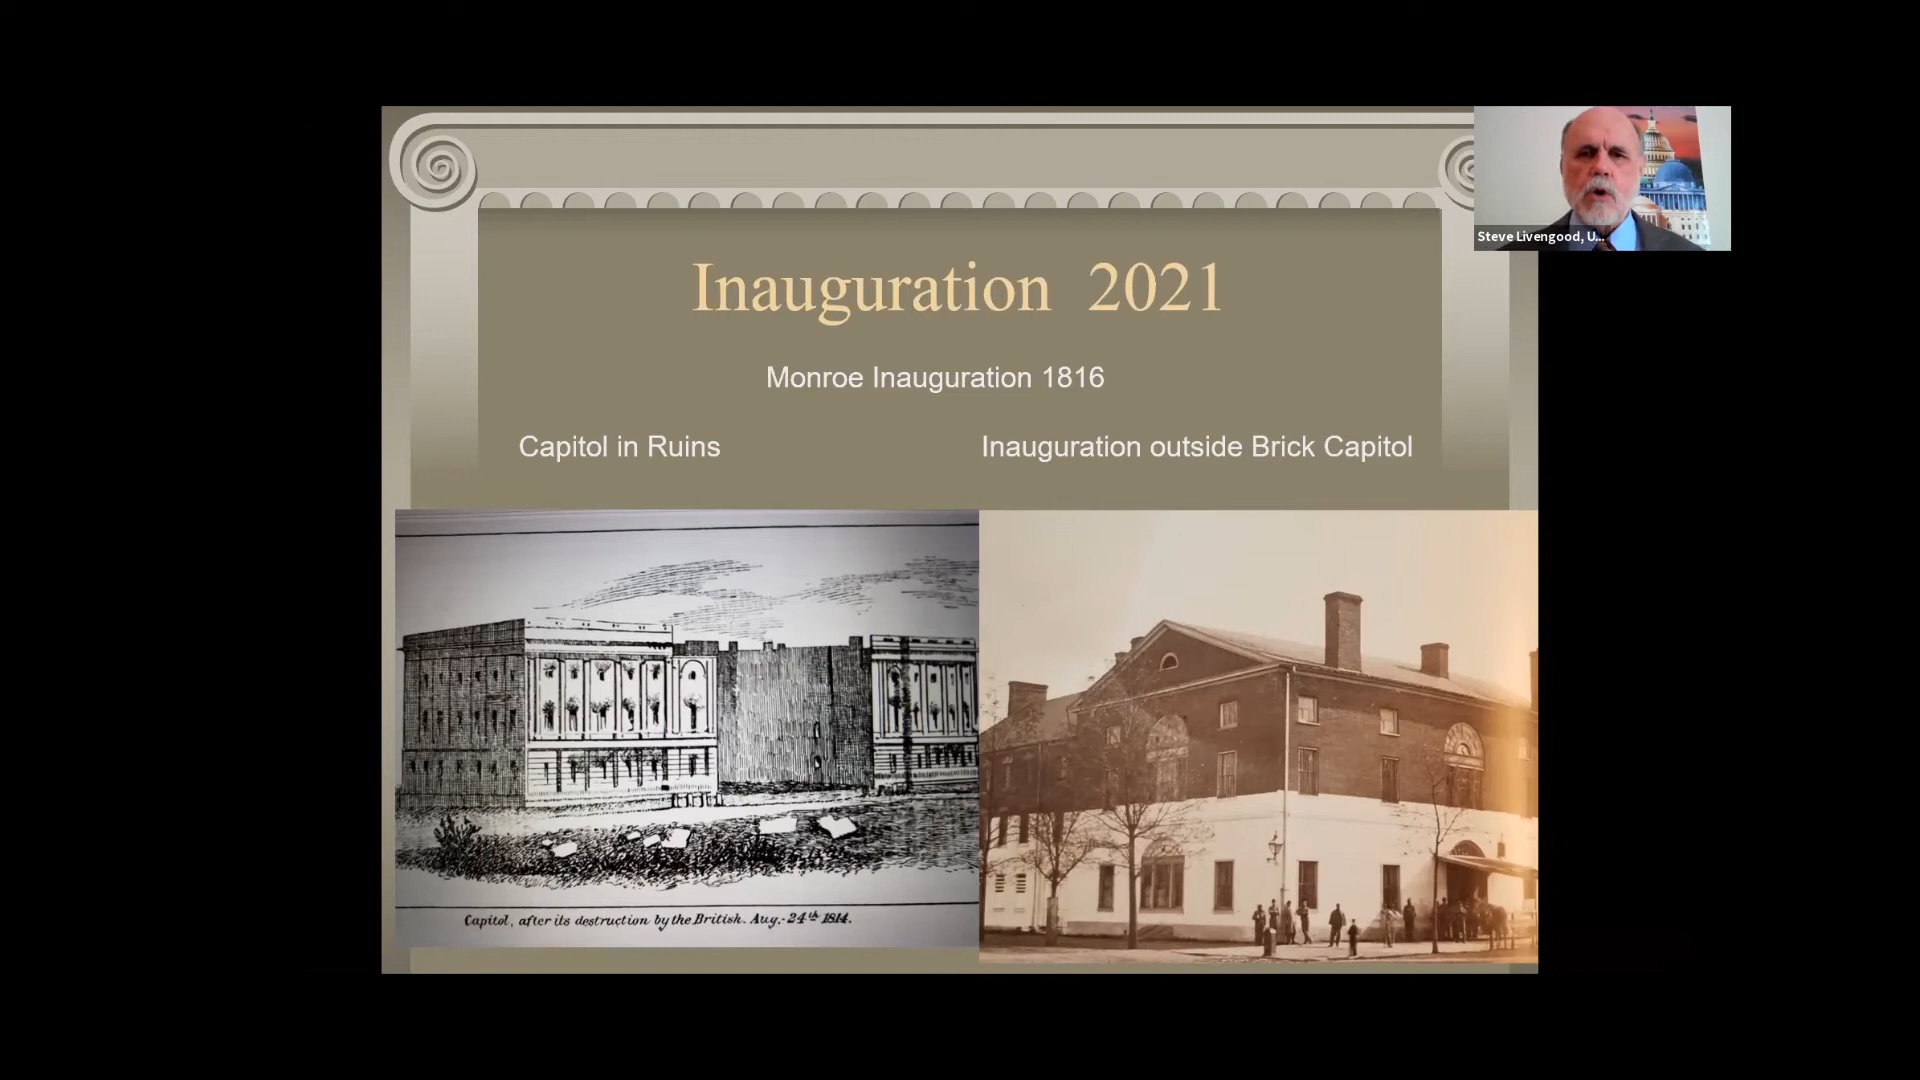 Inauguration 2021
Monroe Inauguration 1816
Capitol in Ruins
Inauguration outside Brick Capitol
Capitol, after its destruction by the British. Aug.-24th 1814.
Steve Livengood, U...